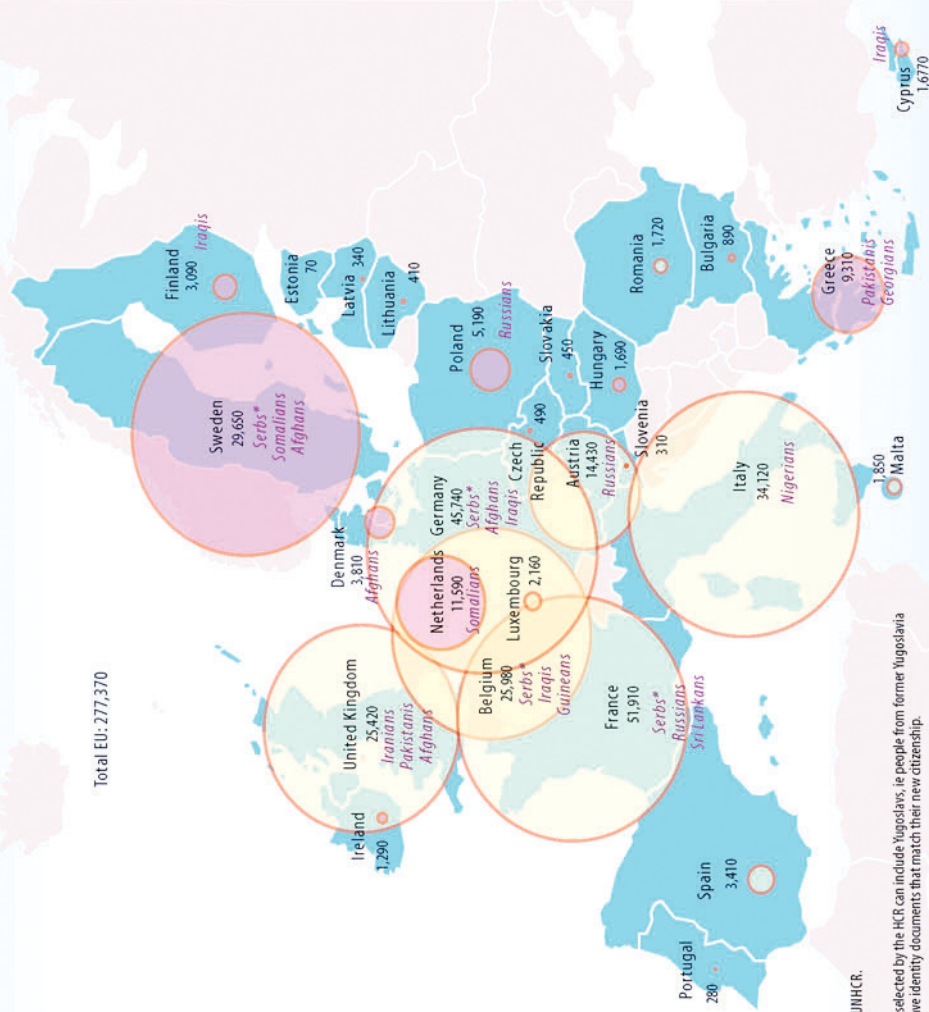 Total EU: 277,370
Finland
3,090
Iraqis
Sweden
29,650
Serbs*
Somalians
Afghans
Estonia
70
Latvia
340
Lithuania
410
Denmark
3,810
Afghans
United Kingdom
25,420
Iranians
Pakistanis
Afghans
Ireland
1,290
Netherlands
11,590
Somalians
Germany
45,740
Serbs*
Afghans
Iraqis
Poland
5,190
Russians
Belgium
25,980
Serbs*
Iraqis
Guineans
Luxembourg
2,160
Czech
Republic
490
Slovakia
450
Austria
14,430
Russians
Hungary
1,690
Slovenia
310
Romania
1,720
Bulgaria
890
France
51,910
Serbs*
Russians
Sri Lankans
Italy
34,120
Nigerians
Greece
9,310
Pakistanis
Georgians
Portugal
280
Spain
3,410
1,850
Malta
Iraqis
Cyprus
1,6770
UNHCR.
selected by the HCR can include Yugoslavs, ie people from former Yugoslavia
ve identity documents that match their new citizenship.